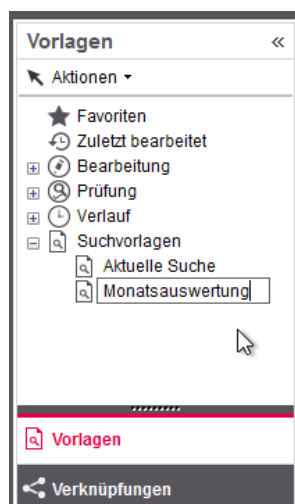 Vorlagen «
Aktionen
Favoriten
Zuletzt bearbeitet
Bearbeitung
Prüfung
Verlauf
Suchvorlagen
Aktuelle Suche
Monatsauswertung
Vorlagen
Verknüpfungen